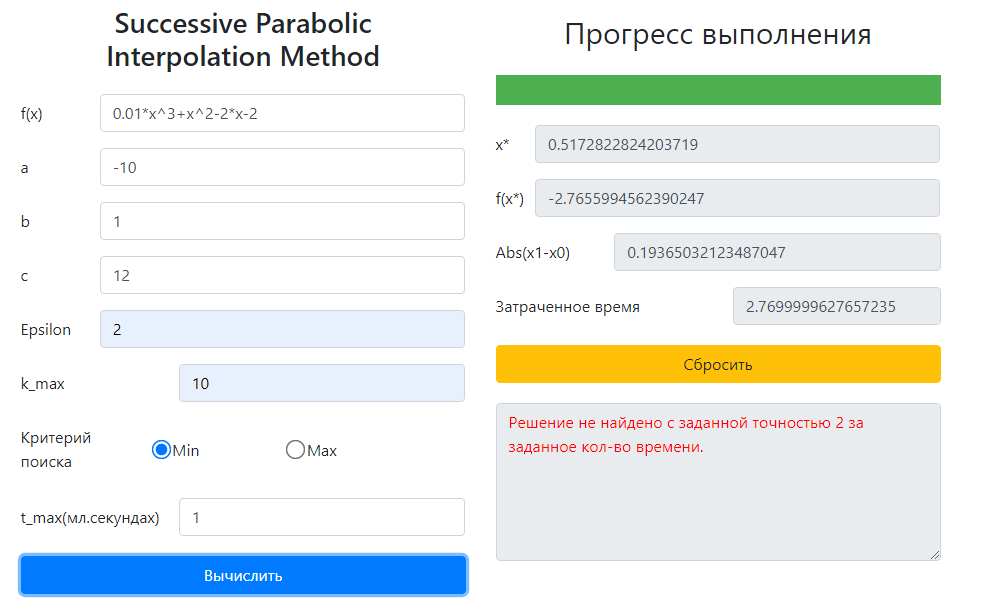 Successive Parabolic
Interpolation Method
f(x)
0.01*x^3+x^2-2*x-2
a
-10
b
1
c
12
Epsilon
2
k_max
10
Критерий
поиска
Min
Max
t_max(мл.секундах)
1
Вычислить
Прогресс выполнения
x*
0.5172822824203719
f(x*)
-2.7655994562390247
Abs(x1-x0)
0.19365032123487047
Затраченное время
2.7699999627657235
Сбросить
Решение не найдено с заданной точностью 2 за
заданное кол-во времени.